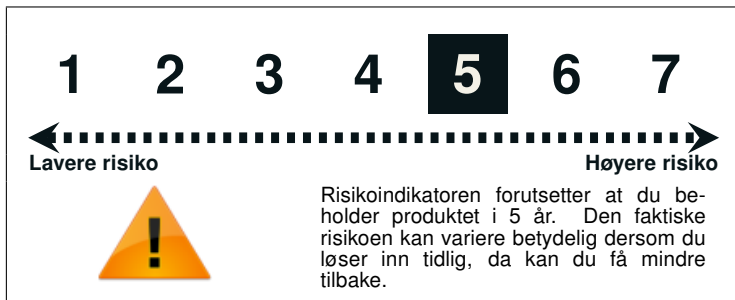 1 2 3 4 5 6 7
Lavere risiko Høyere risiko
!
Risikoindikatoren forutsetter at du be-
holder produktet i 5 år. Den faktiske
risikoen kan variere betydelig dersom du
løser inn tidlig, da kan du få mindre
tilbake.